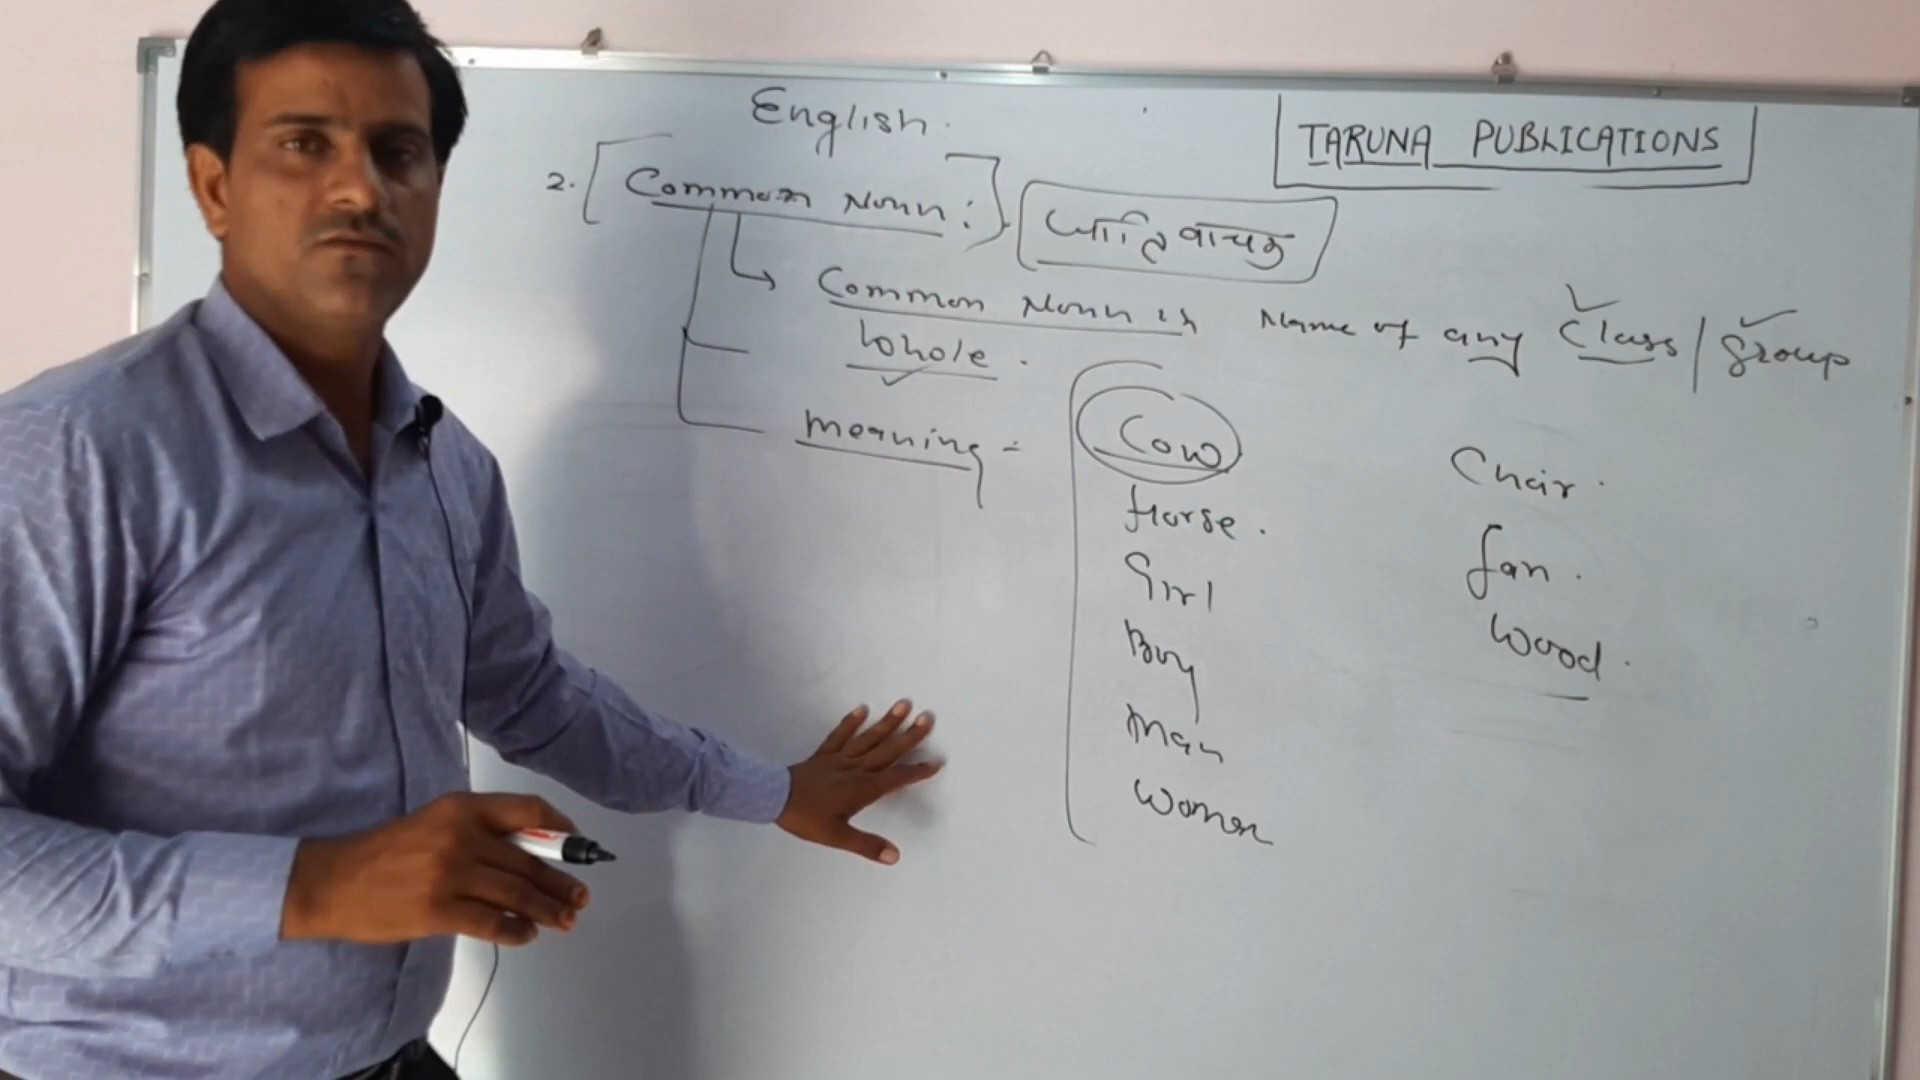 English.
TARUNA PUBLICATIONS
2. [Common Noun:] जातिवाचक
Common Noun is Name of any Class / Group
Whole.
meaning =
Cow
Horse.
Girl
Boy
Man
Women
Chair.
fan.
Wood.